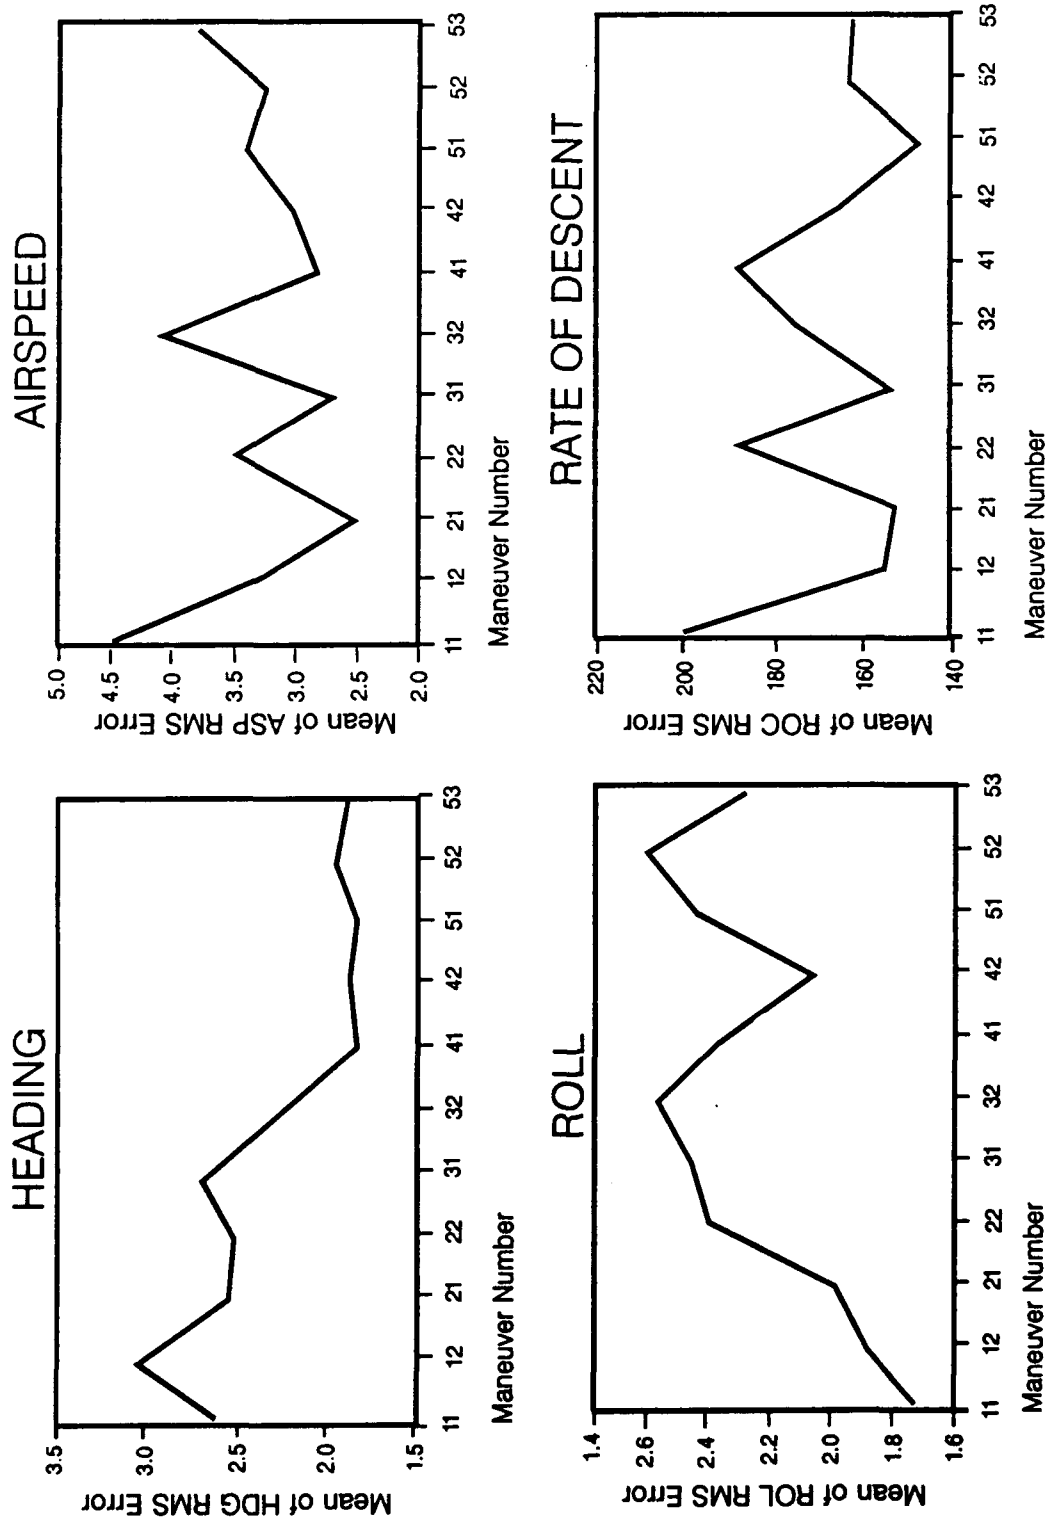 HEADING
Mean of HDG RMS Error
3.5
3.0
2.5
2.0
1.5
11 12 21 22 31 32 41 42 51 52 53
Maneuver Number
AIRSPEED
Mean of ASP RMS Error
5.0
4.5
4.0
3.5
3.0
2.5
2.0
11 12 21 22 31 32 41 42 51 52 53
Maneuver Number
ROLL
Mean of ROL RMS Error
1.4
2.6
2.4
2.2
2.0
1.8
1.6
11 12 21 22 31 32 41 42 51 52 53
Maneuver Number
RATE OF DESCENT
Mean of ROC RMS Error
220
200
180
160
140
11 12 21 22 31 32 41 42 51 52 53
Maneuver Number